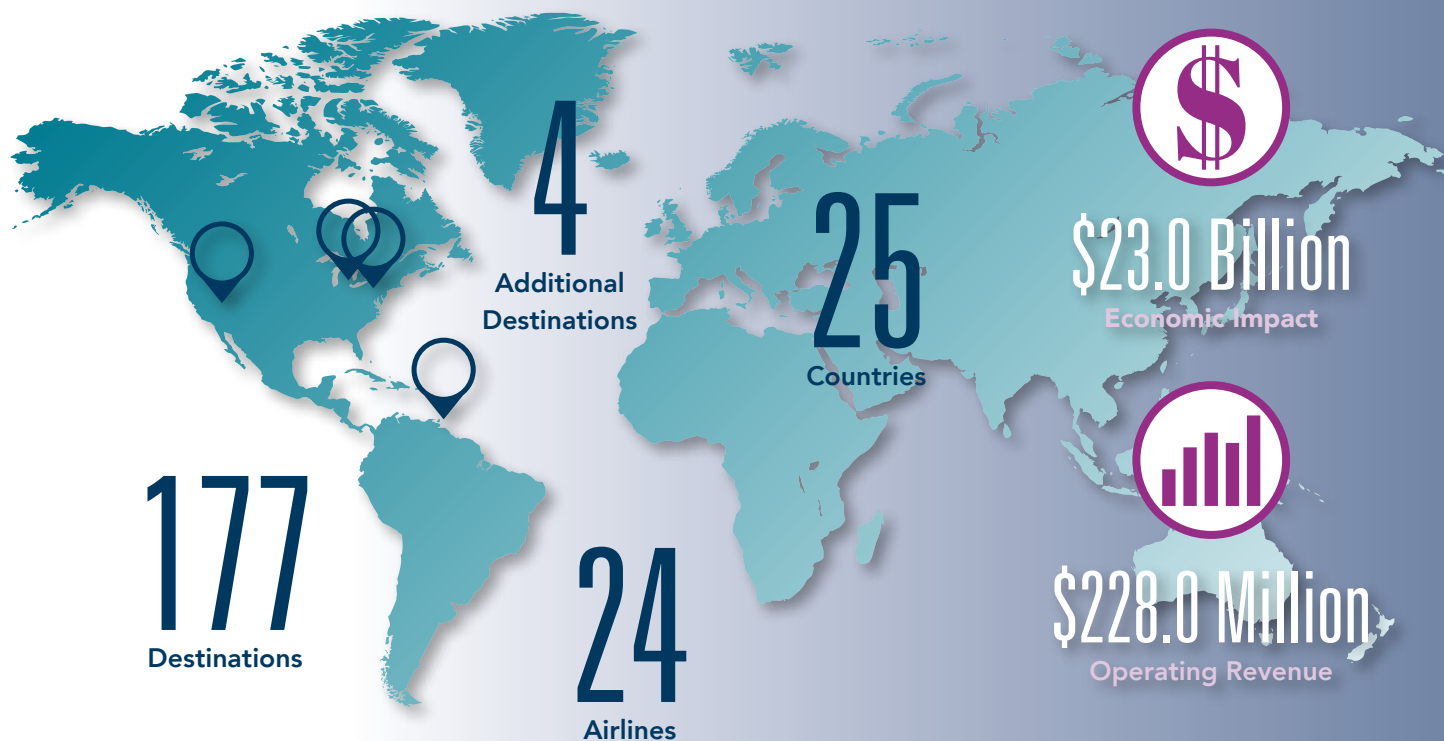 4
Additional
Destinations
25
Countries
$23.0 Billion
Economic Impact
177
Destinations
24
Airlines
$228.0 Million
Operating Revenue